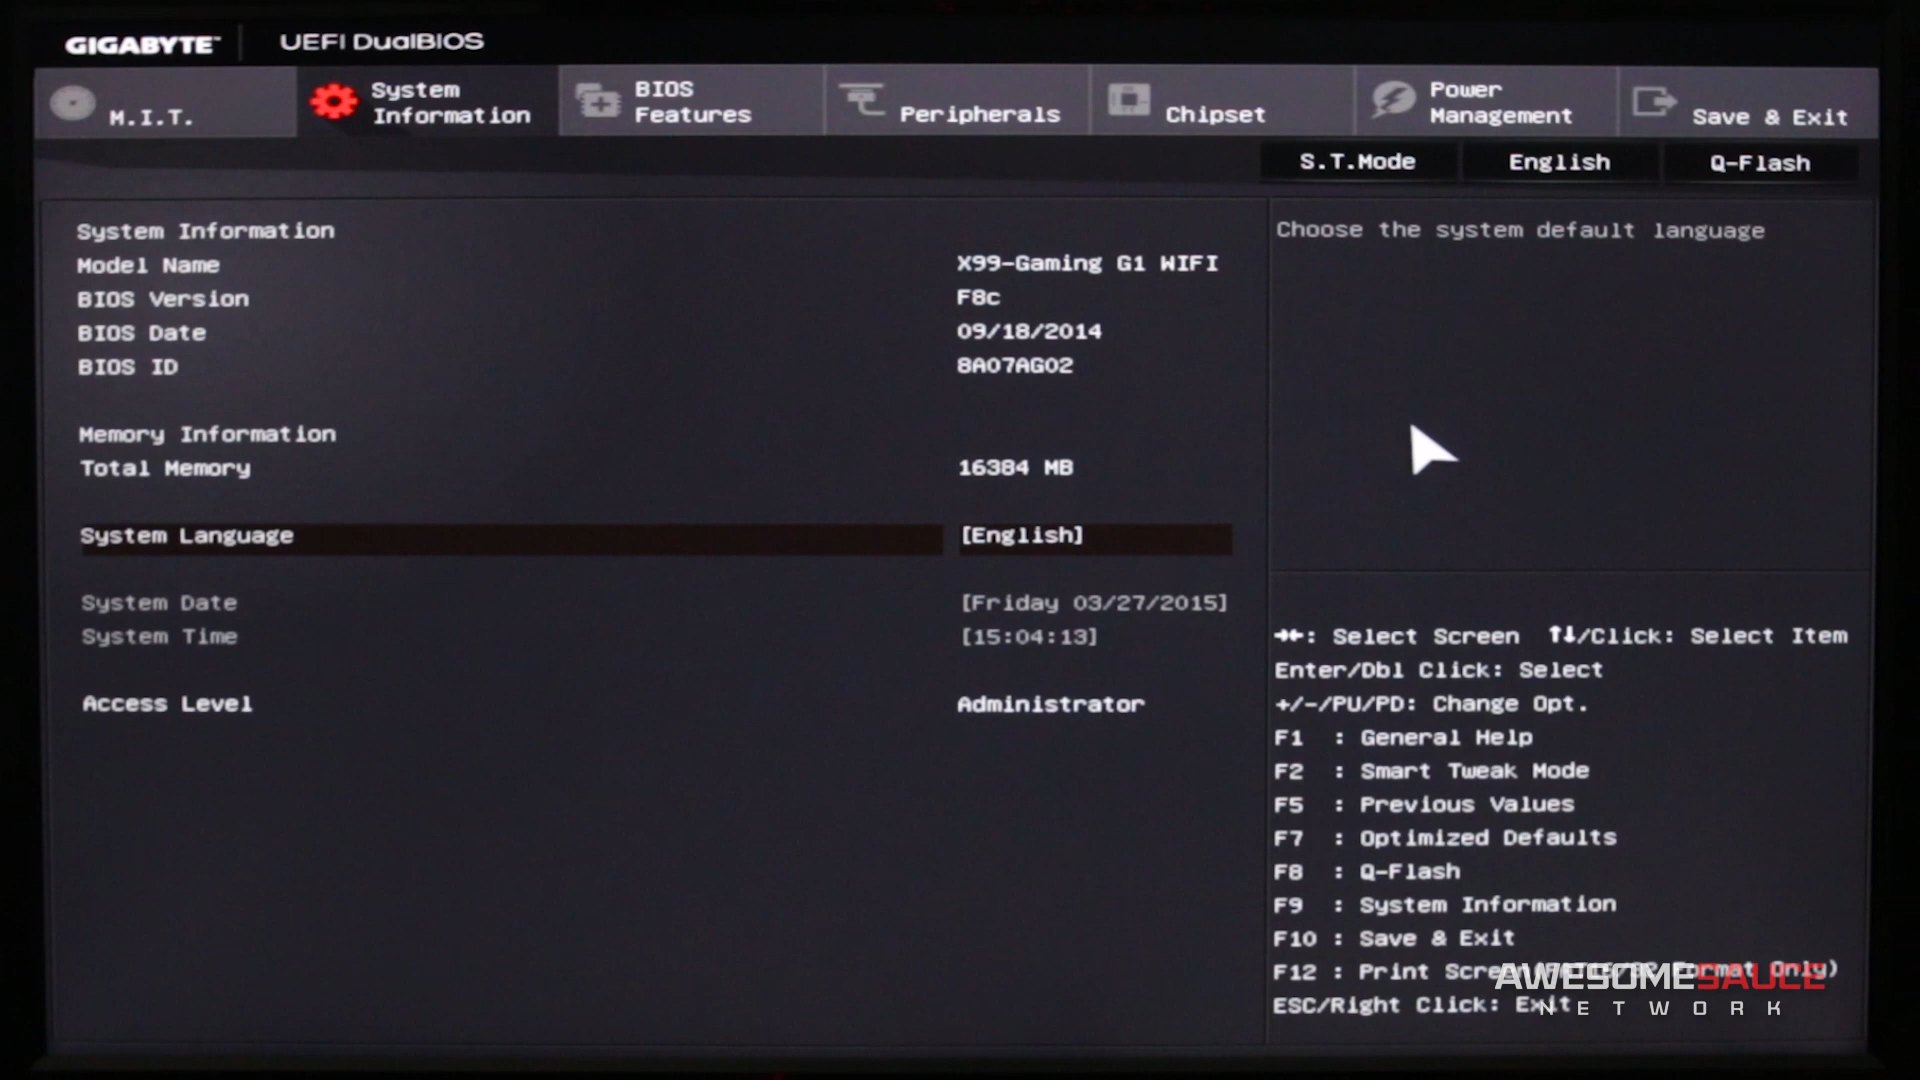 GIGABYTE™ UEFI DualBIOS
M.I.T. System Information BIOS Features Peripherals Chipset Power Management Save & Exit
S.T.Mode English Q-Flash
System Information
Model Name X99-Gaming G1 WIFI
BIOS Version F8c
BIOS Date 09/18/2014
BIOS ID 8A07AG02
Memory Information
Total Memory 16384 MB
System Language [English]
System Date [Friday 03/27/2015]
System Time [15:04:13]
Access Level Administrator
Choose the system default language
→←: Select Screen ↑↓/Click: Select Item
Enter/Dbl Click: Select
+/-/PU/PD: Change Opt.
F1 : General Help
F2 : Smart Tweak Mode
F5 : Previous Values
F7 : Optimized Defaults
F8 : Q-Flash
F9 : System Information
F10 : Save & Exit
F12 : Print Screen Format Only)
ESC/Right Click: Exit
AWESOMESAUCE
NETWORK